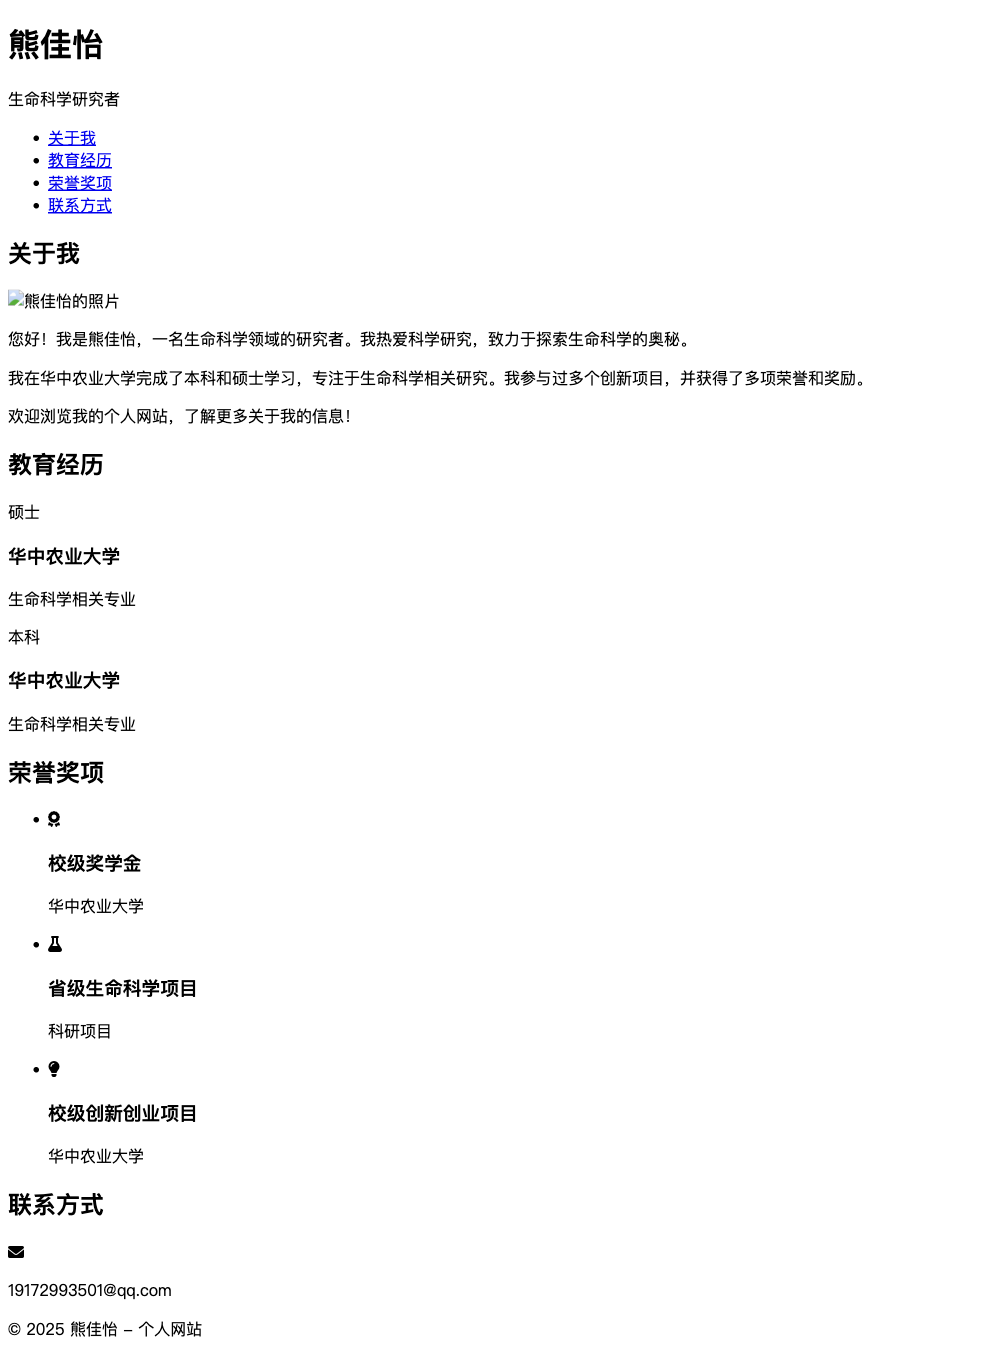 熊佳怡
生命科学研究者
关于我
教育经历
荣誉奖项
联系方式
关于我
熊佳怡的照片
您好！我是熊佳怡，一名生命科学领域的研究者。我热爱科学研究，致力于探索生命科学的奥秘。
我在华中农业大学完成了本科和硕士学习，专注于生命科学相关研究。我参与过多个创新项目，并获得了多项荣誉和奖励。
欢迎浏览我的个人网站，了解更多关于我的信息！
教育经历
硕士
华中农业大学
生命科学相关专业
本科
华中农业大学
生命科学相关专业
荣誉奖项
校级奖学金
华中农业大学
省级生命科学项目
科研项目
校级创新创业项目
华中农业大学
联系方式
19172993501@qq.com
© 2025 熊佳怡 - 个人网站